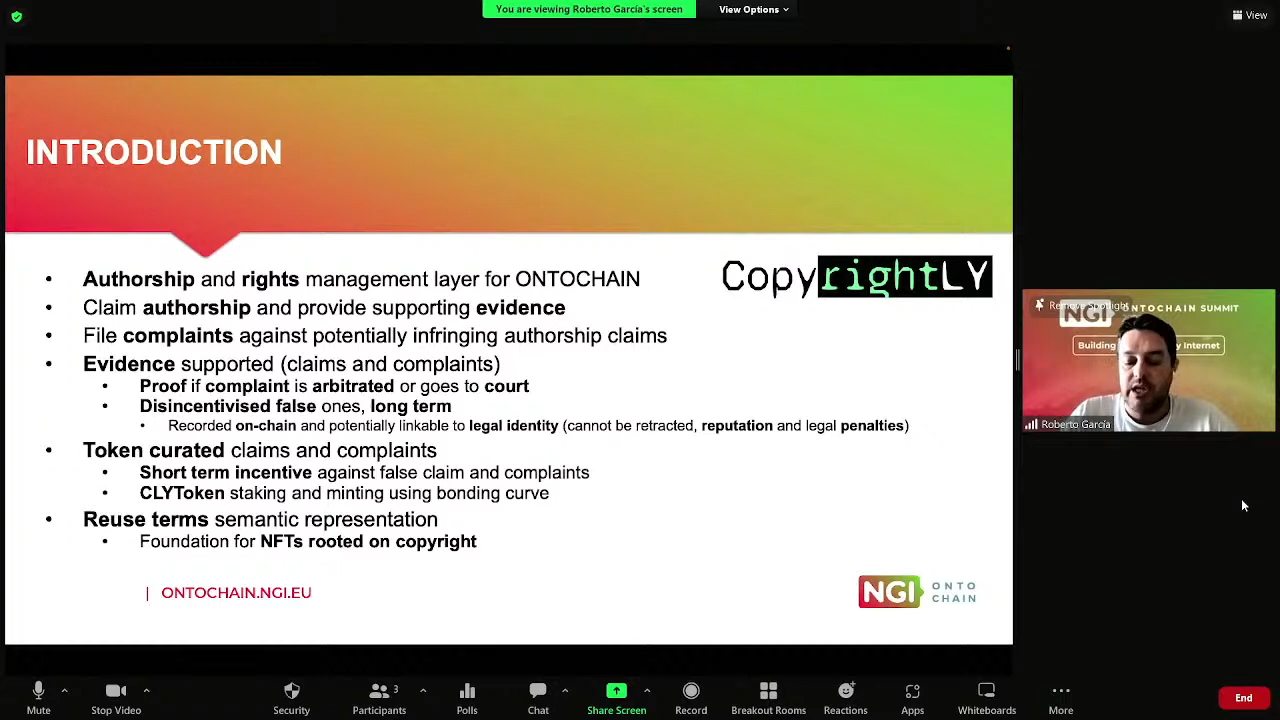 You are viewing Roberto García's screen
View Options
View
INTRODUCTION
CopyrightLY
• Authorship and rights management layer for ONTOCHAIN
• Claim authorship and provide supporting evidence
• File complaints against potentially infringing authorship claims
• Evidence supported (claims and complaints)
• Proof if complaint is arbitrated or goes to court
• Disincentivised false ones, long term
• Recorded on-chain and potentially linkable to legal identity (cannot be retracted, reputation and legal penalties)
• Token curated claims and complaints
• Short term incentive against false claim and complaints
• CLYToken staking and minting using bonding curve
• Reuse terms semantic representation
• Foundation for NFTs rooted on copyright
| ONTOCHAIN.NGI.EU
NGI ONTO
CHAIN
Remove Spotlight
NGI ONTOCHAIN SUMMIT
Building
y Internet
Roberto García
Mute
Stop Video
Security
Participants 3
Polls
Chat
Share Screen
Record
Breakout Rooms
Reactions
Apps
Whiteboards
More
End